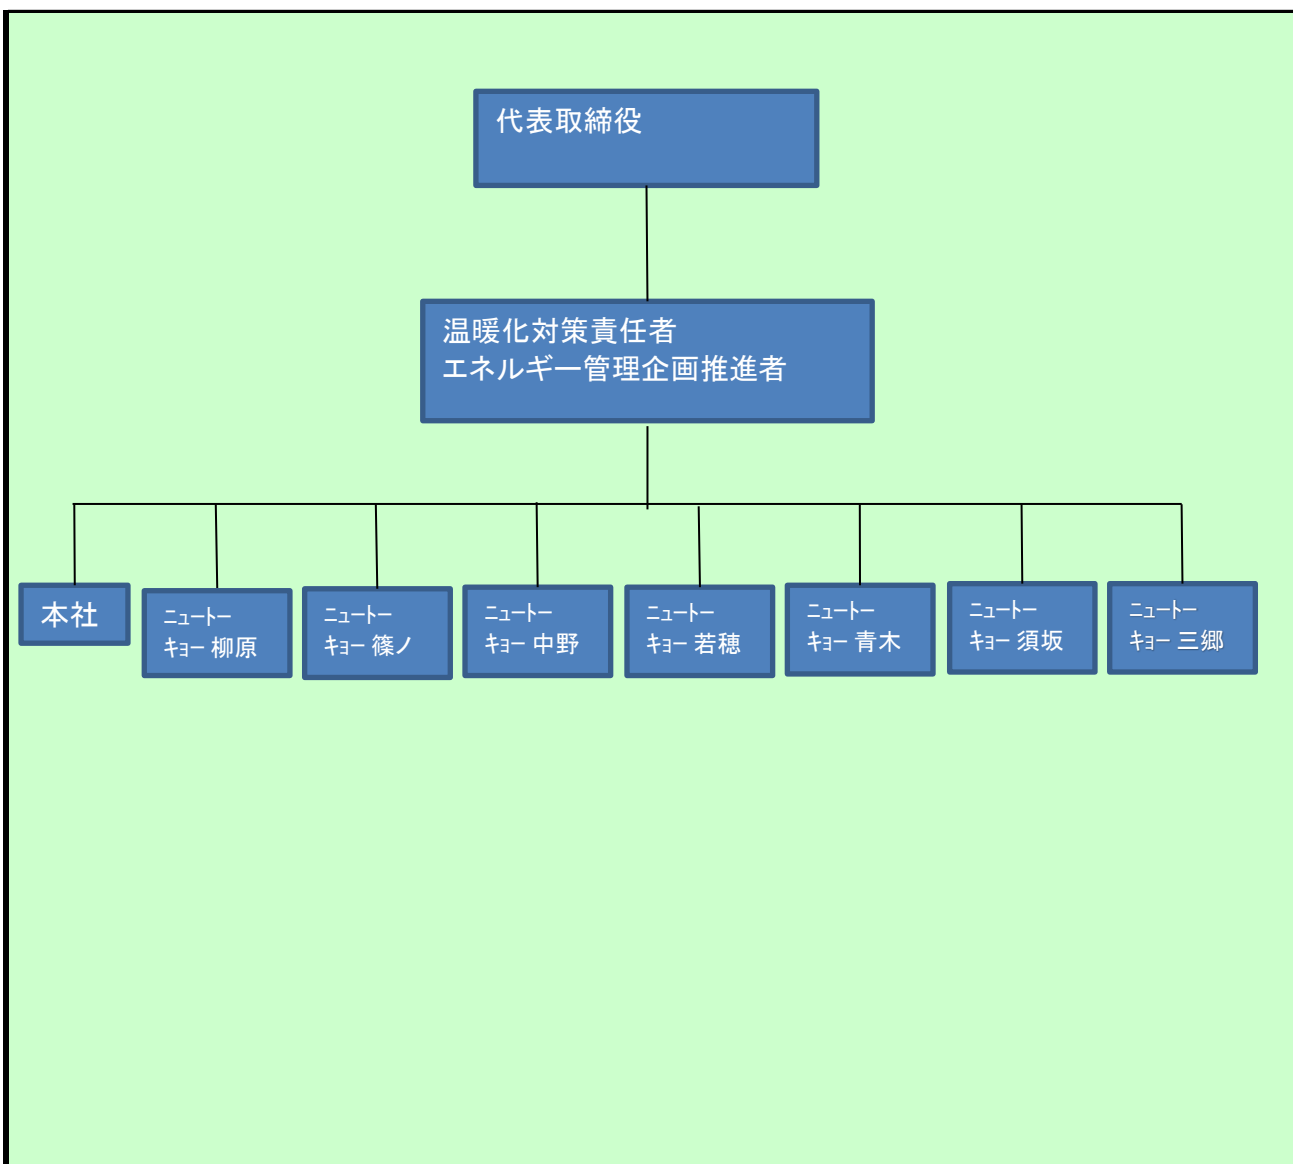 代表取締役
温暖化対策責任者
エネルギー管理企画推進者
本社
ニュートー
キョー 柳原
ニュートー
キョー 篠ノ
ニュートー
キョー 中野
ニュートー
キョー 若穂
ニュートー
キョー 青木
ニュートー
キョー 須坂
ニュートー
キョー 三郷